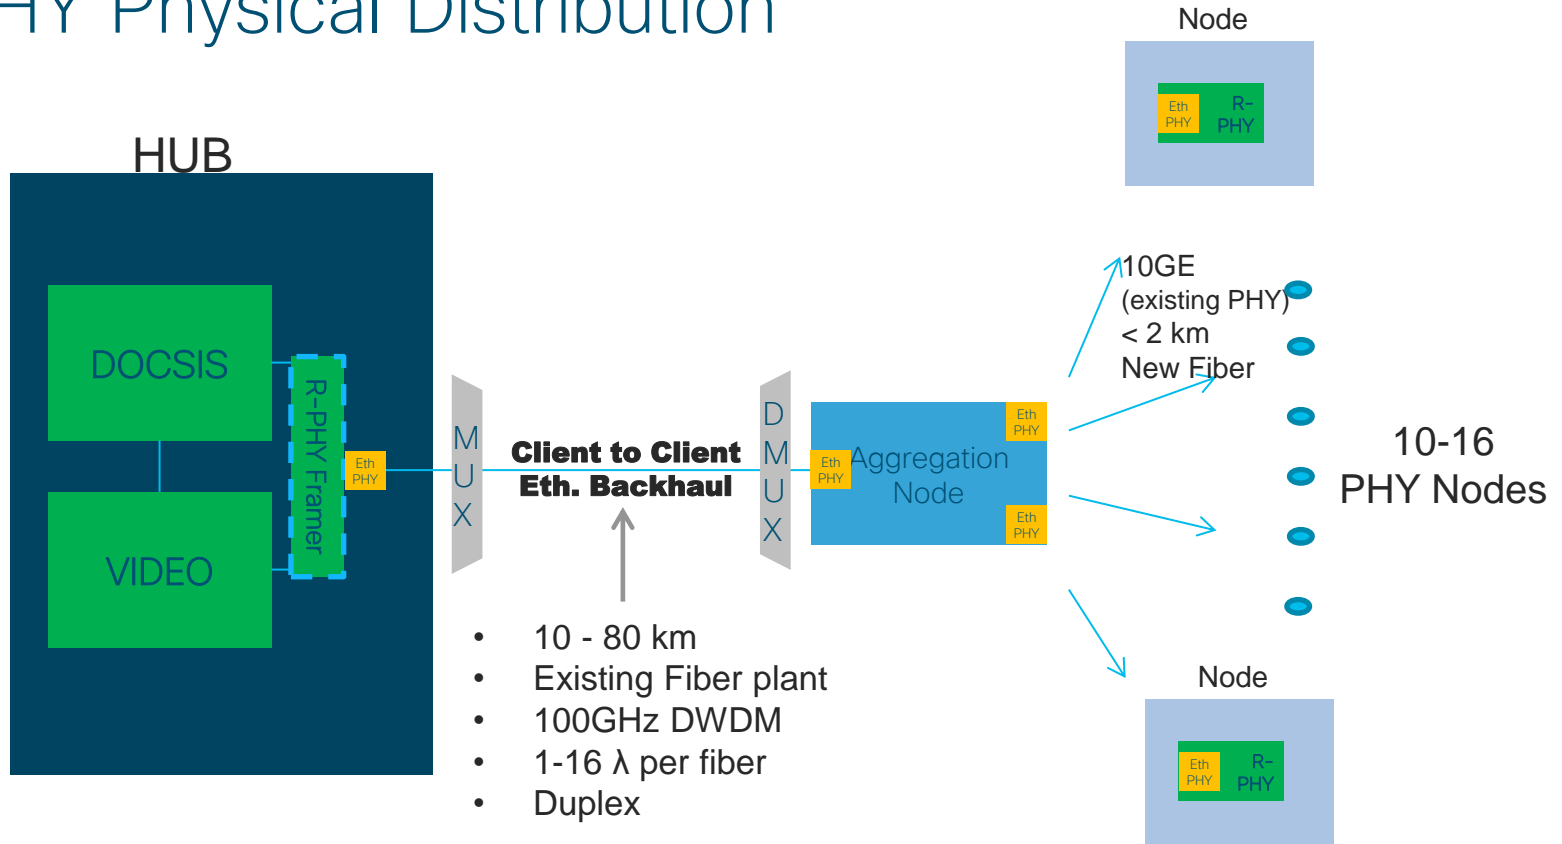 HY Physical Distribution
Node
Eth
PHY
R-
PHY
HUB
DOCSIS
VIDEO
R-PHY Framer
Eth
PHY
MUX
Client to Client
Eth. Backhaul
DMUX
Eth
PHY
Aggregation
Node
Eth
PHY
Eth
PHY
10GE
(existing PHY)
< 2 km
New Fiber
10-16
PHY Nodes
• 10 - 80 km
• Existing Fiber plant
• 100GHz DWDM
• 1-16 λ per fiber
• Duplex
Node
Eth
PHY
R-
PHY